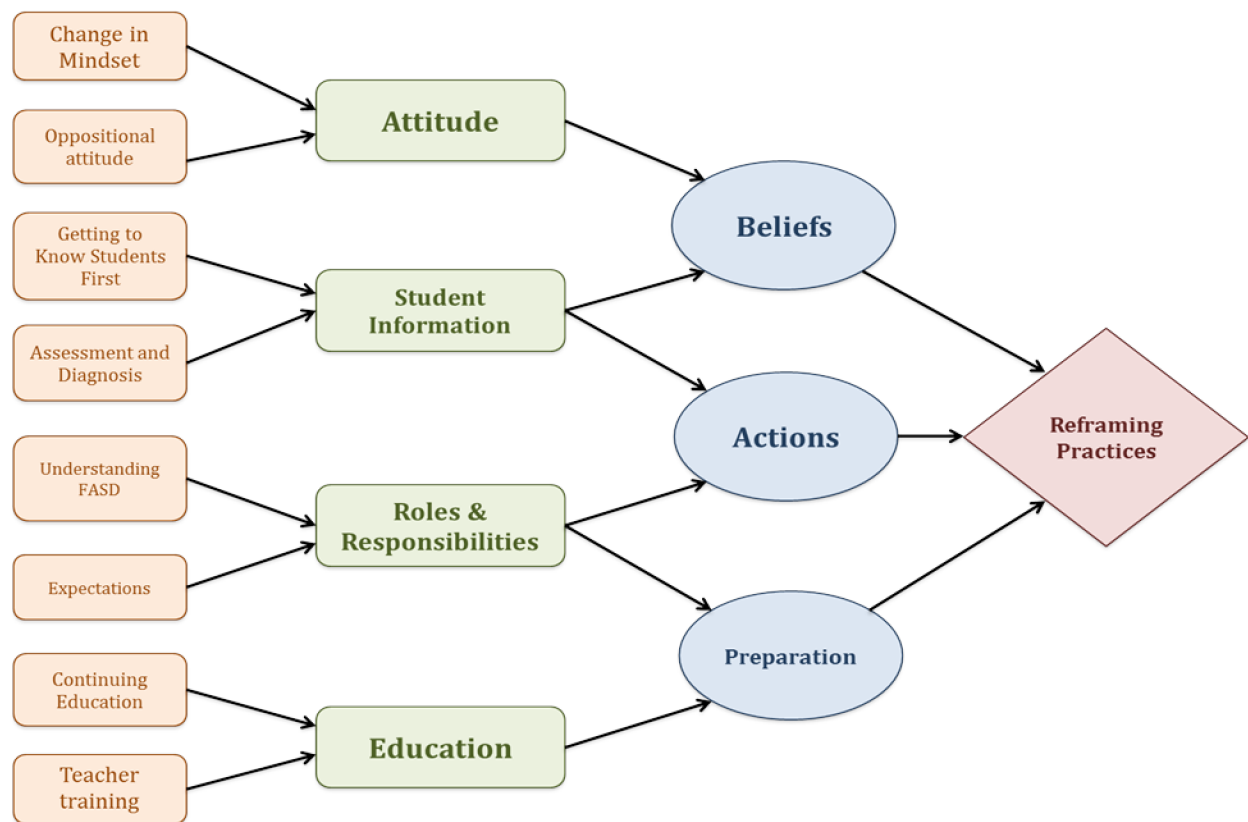 Change in
Mindset
Oppositional
attitude
Getting to
Know Students
First
Assessment and
Diagnosis
Understanding
FASD
Expectations
Continuing
Education
Teacher
training
Attitude
Student
Information
Roles &
Responsibilities
Education
Beliefs
Actions
Preparation
Reframing
Practices